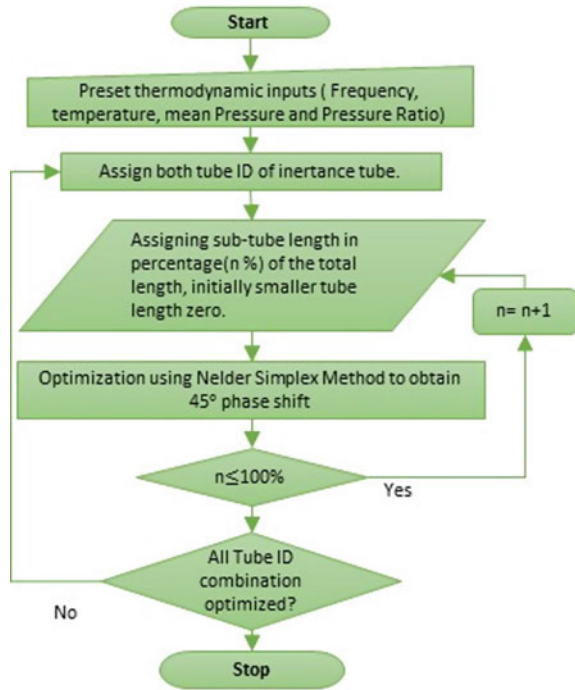 Start
Preset thermodynamic inputs ( Frequency,
temperature, mean Pressure and Pressure Ratio)
Assign both tube ID of inertance tube.
Assigning sub-tube length in
percentage(n %) of the total
length, initially smaller tube
length zero.
n= n+1
Optimization using Nelder Simplex Method to obtain
45° phase shift
n≤100%
Yes
All Tube ID
combination
optimized?
No
Stop